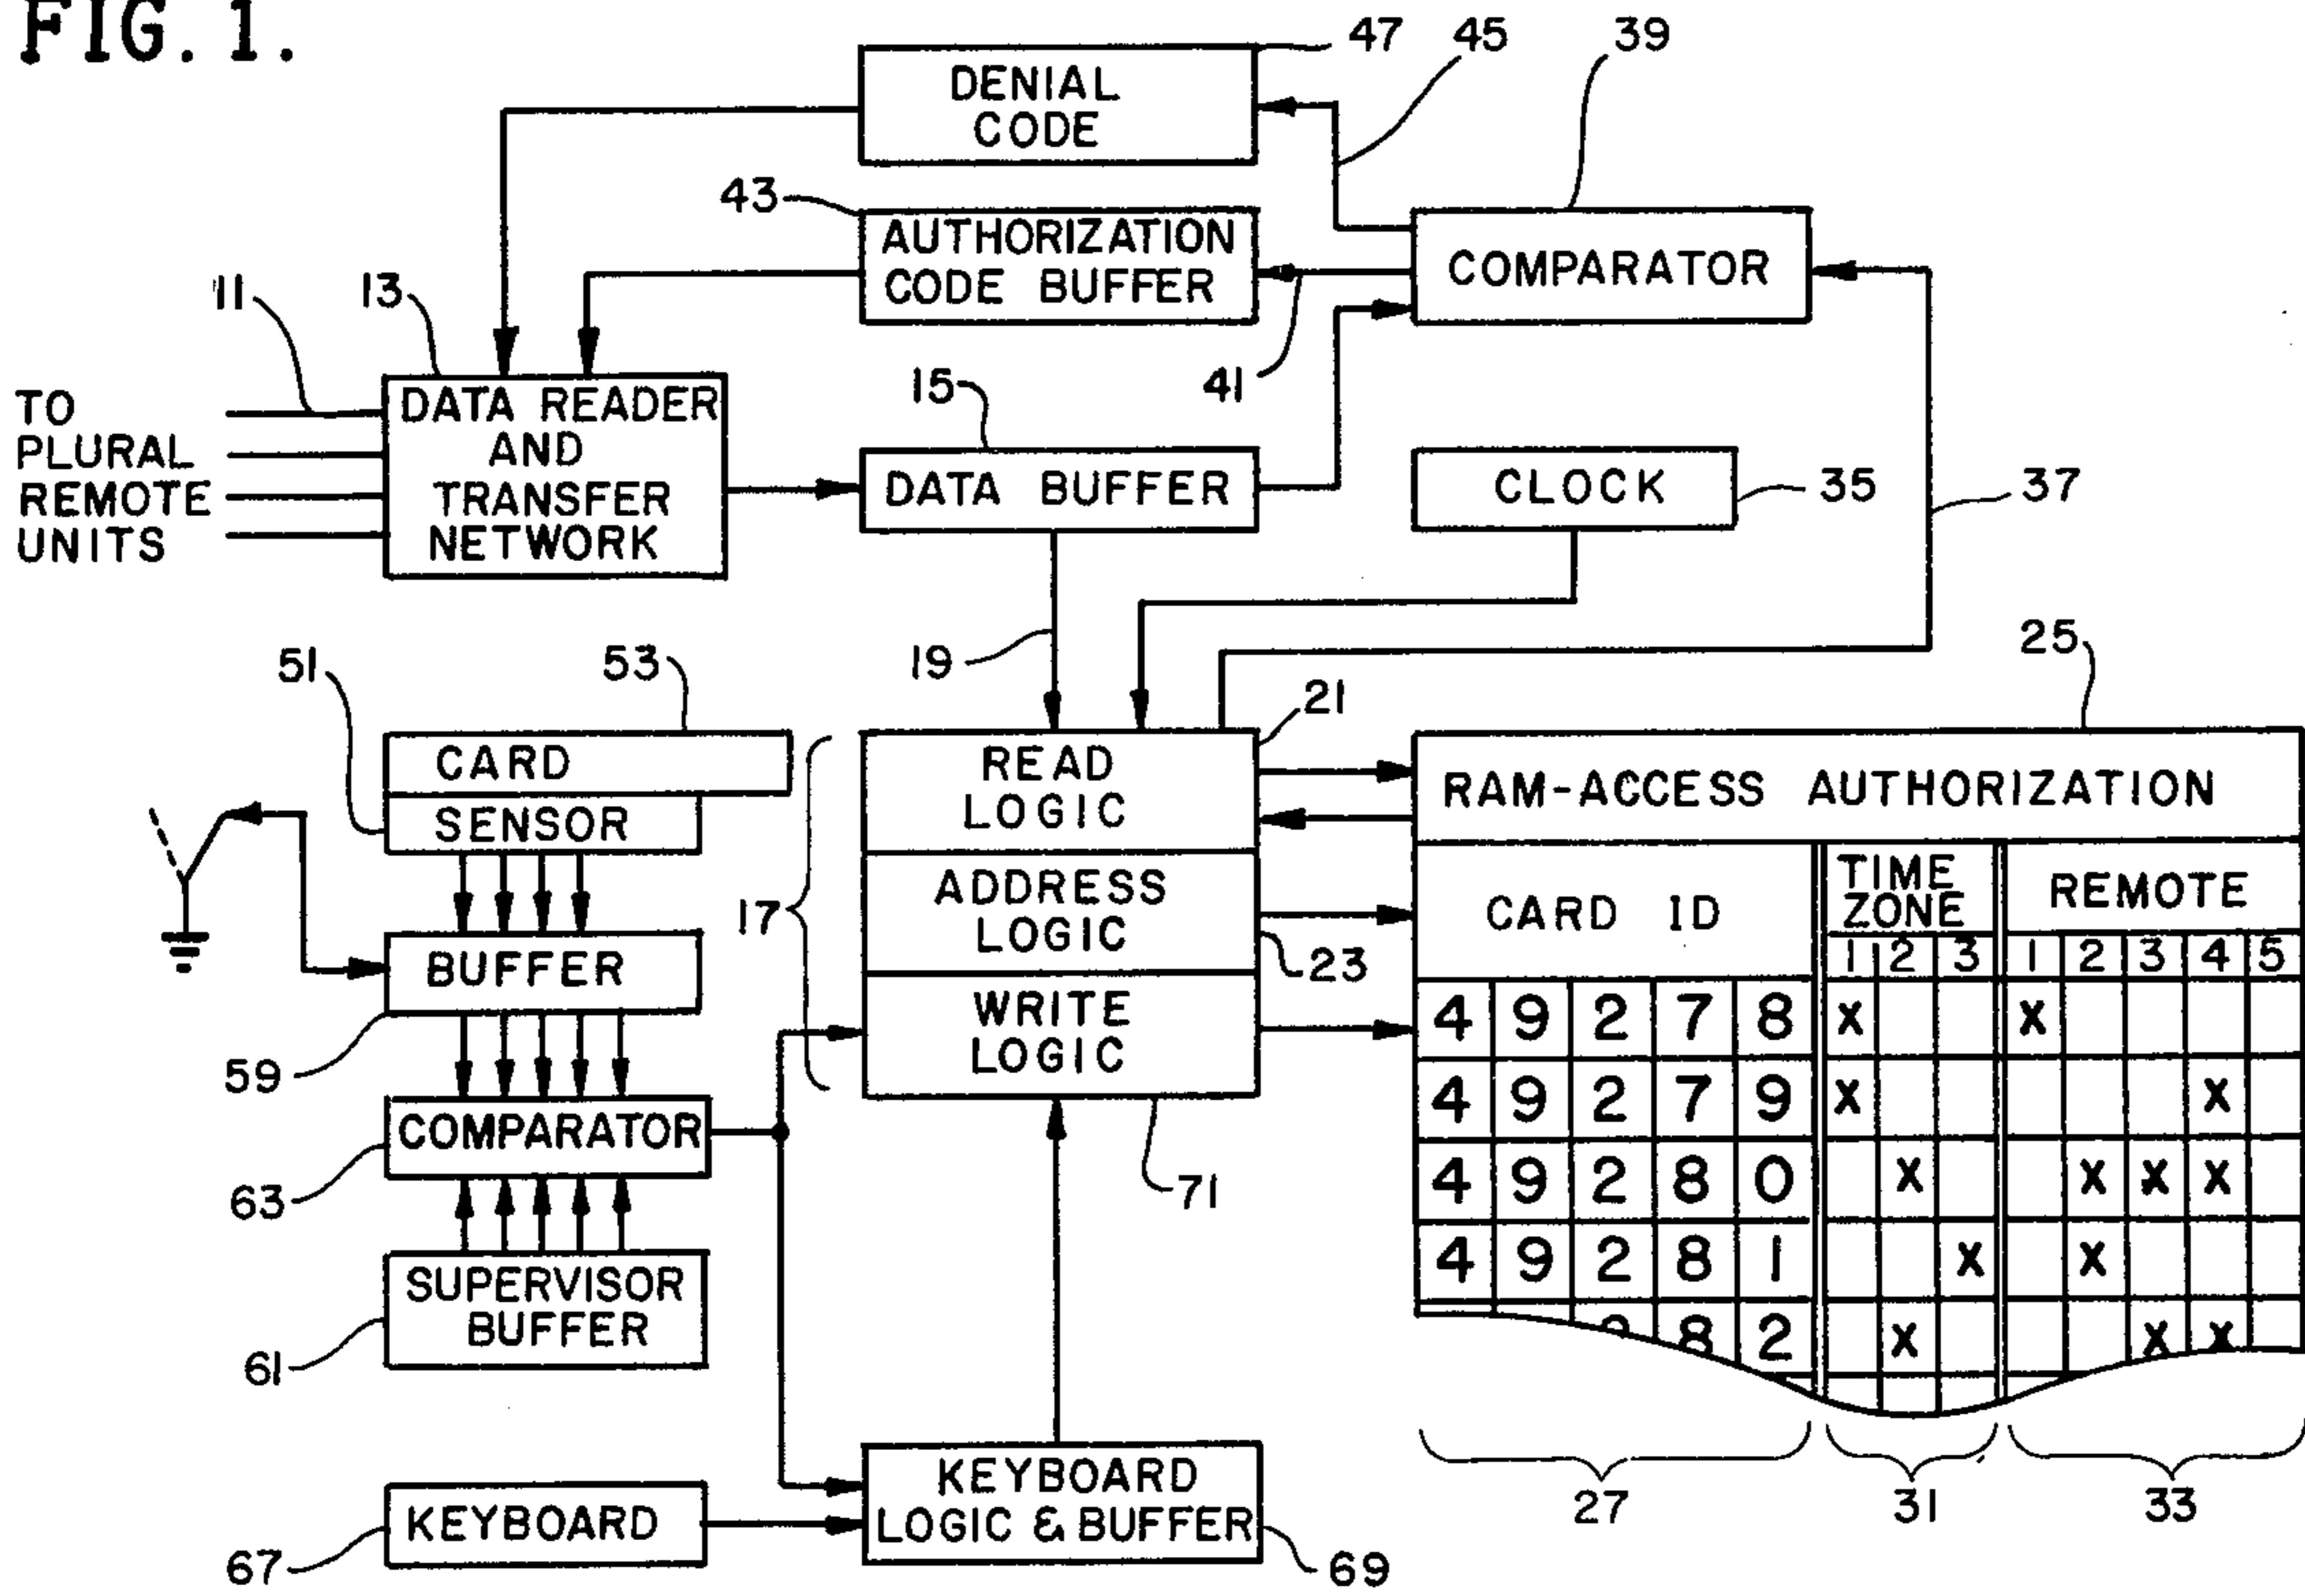 FIG. 1.
47
45
39
DENIAL
CODE
43
AUTHORIZATION
CODE BUFFER
COMPARATOR
11
13
41
15
TO
PLURAL
REMOTE
UNITS
DATA READER
AND
TRANSFER
NETWORK
DATA BUFFER
CLOCK
35
37
19
51
53
21
25
CARD
SENSOR
BUFFER
59
COMPARATOR
63
SUPERVISOR
BUFFER
61
KEYBOARD
67
17
READ
LOGIC
ADDRESS
LOGIC
23
WRITE
LOGIC
71
KEYBOARD
LOGIC & BUFFER
69
RAM-ACCESS AUTHORIZATION
CARD ID
TIME
ZONE
REMOTE
1 2 3 1 2 3 4 5
4 9 2 7 8 X X
4 9 2 7 9 X X
4 9 2 8 0 X X X X
4 9 2 8 1 X X
8 2 X X X
27
31
33